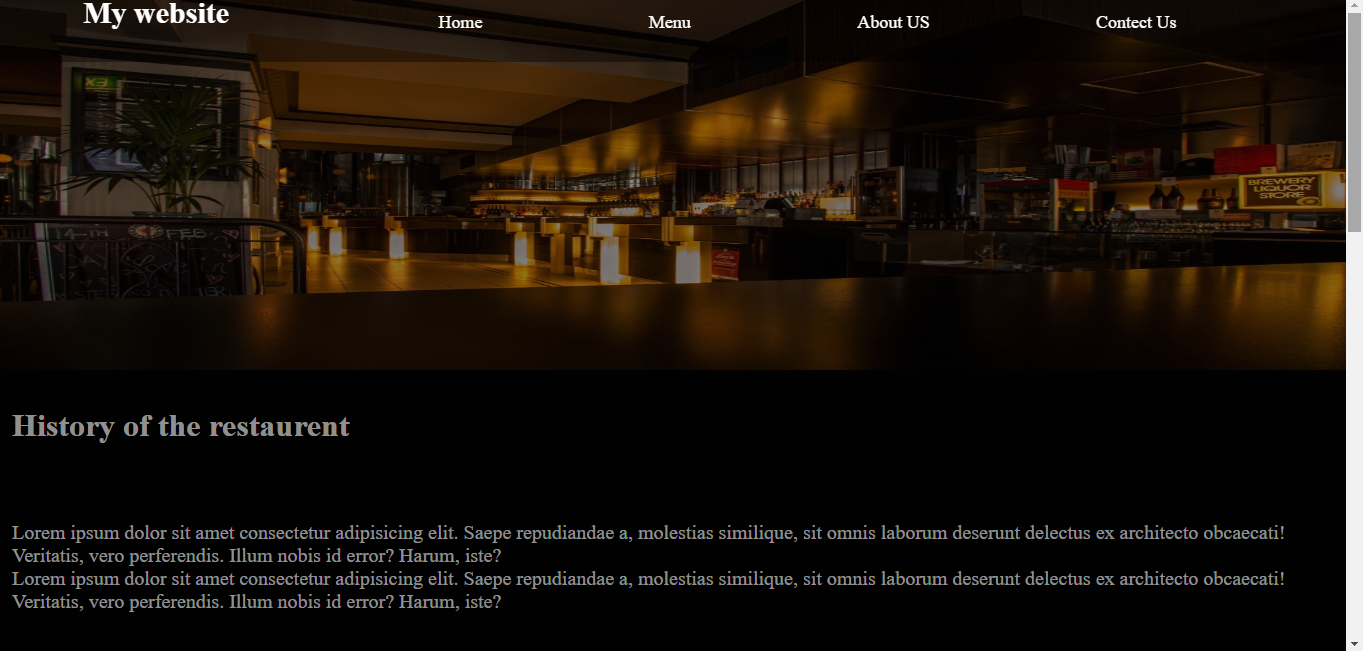 My website
Home
Menu
About US
Contect Us
BREWERY
LIQUOR
STORE
14-TH FEB
History of the restaurent
Lorem ipsum dolor sit amet consectetur adipisicing elit. Saepe repudiandae a, molestias similique, sit omnis laborum deserunt delectus ex architecto obcaecati!
Veritatis, vero perferendis. Illum nobis id error? Harum, iste?
Lorem ipsum dolor sit amet consectetur adipisicing elit. Saepe repudiandae a, molestias similique, sit omnis laborum deserunt delectus ex architecto obcaecati!
Veritatis, vero perferendis. Illum nobis id error? Harum, iste?